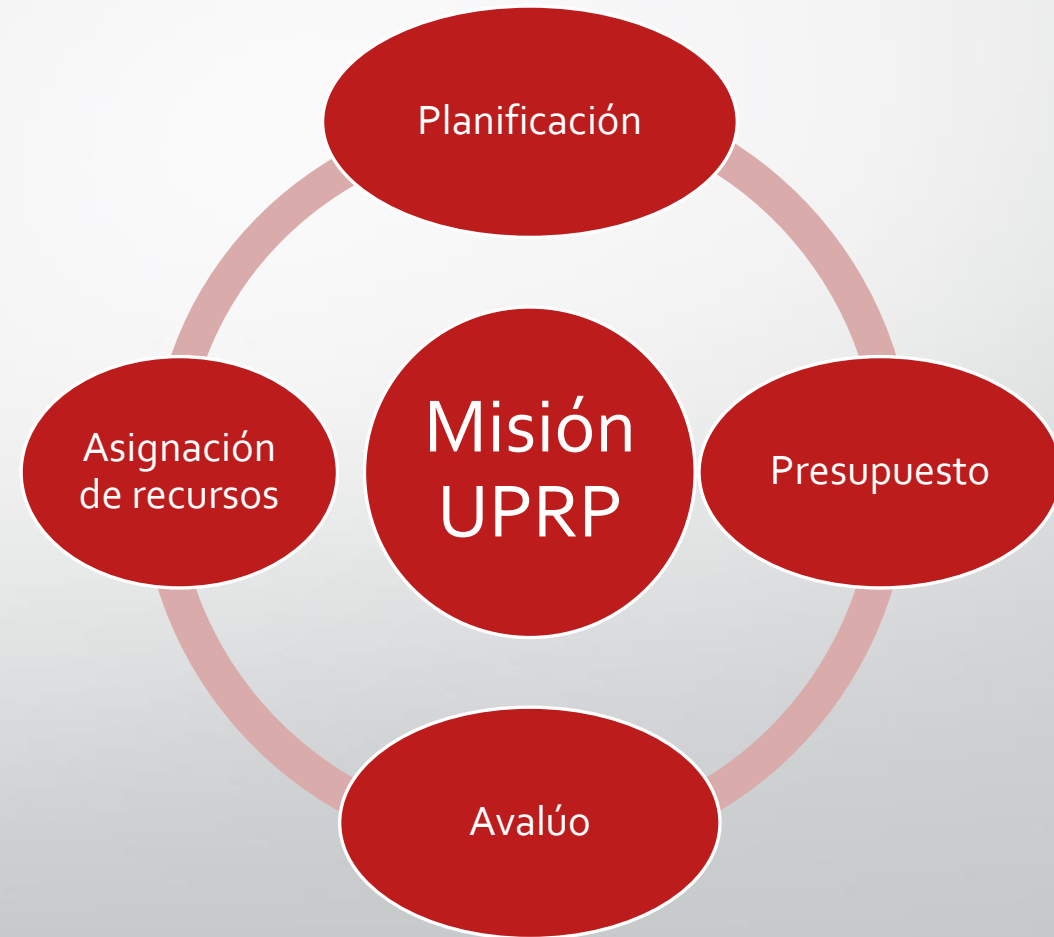 Planificación
Misión
UPRP
Asignación
de recursos
Presupuesto
Avalúo